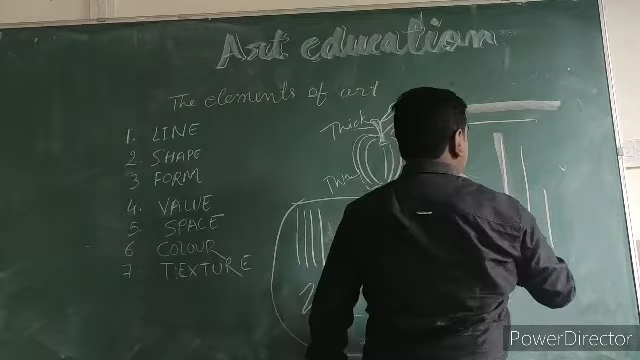 Art education
The elements of art
Thick
1. LINE
2. SHAPE
3 FORM
4. VALUE
5 SPACE
6 COLOUR
7. TEXTURE
PowerDirector